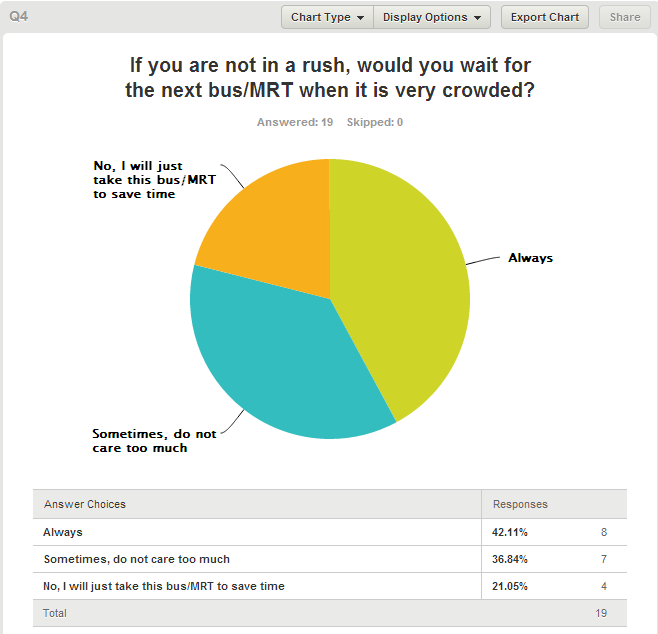 Q4
Chart Type Display Options Export Chart Share
If you are not in a rush, would you wait for
the next bus/MRT when it is very crowded?
Answered: 19 Skipped: 0
No, I will just
take this bus/MRT
to save time
Always
Sometimes, do not
care too much
Answer Choices Responses
Always 42.11% 8
Sometimes, do not care too much 36.84% 7
No, I will just take this bus/MRT to save time 21.05% 4
Total 19